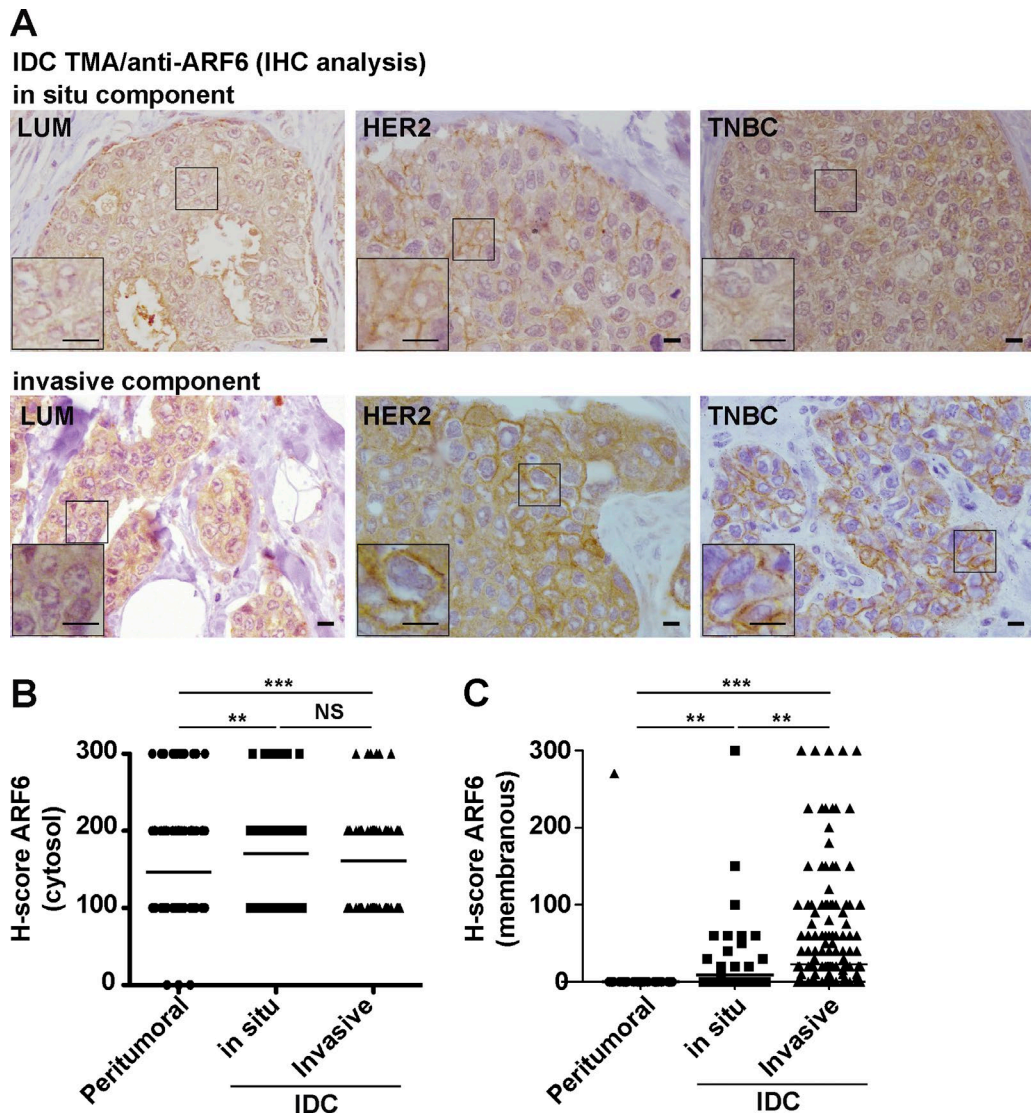 A
IDC TMA/anti-ARF6 (IHC analysis)
in situ component
LUM
HER2
TNBC
invasive component
LUM
HER2
TNBC
B
***
**
NS
300
200
100
0
H-score ARF6
(cytosol)
Peritumoral
in situ
Invasive
IDC
C
***
**
**
300
200
100
0
H-score ARF6
(membranous)
Peritumoral
in situ
Invasive
IDC